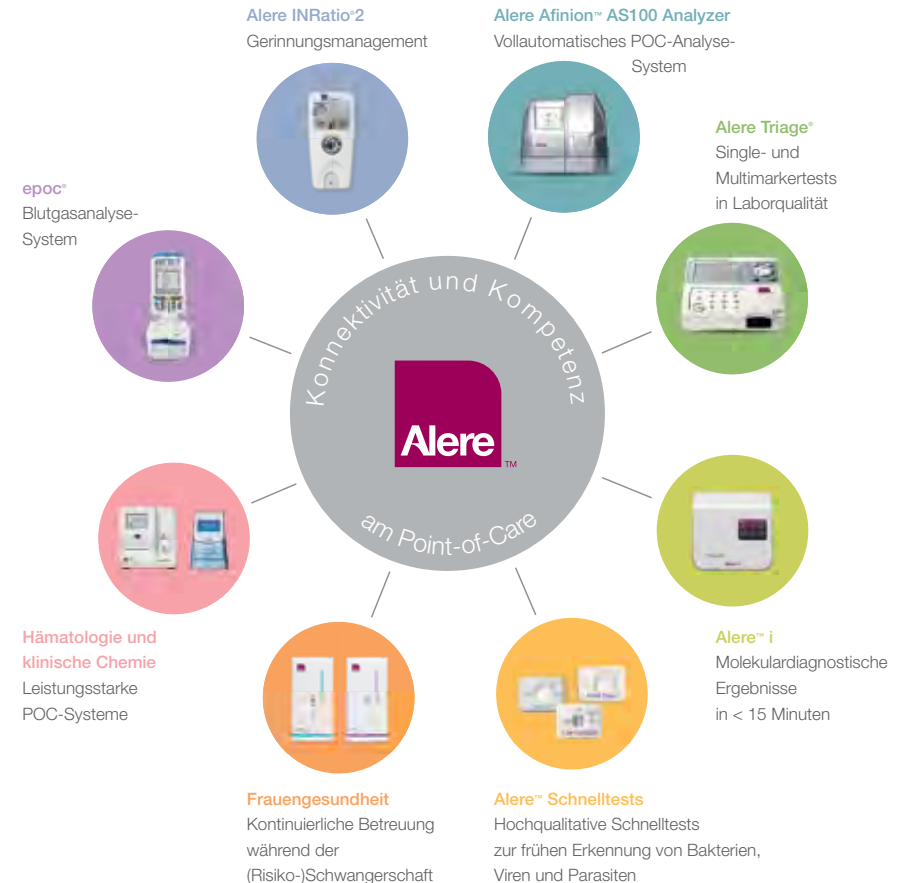 Alere INRatio®2
Gerinnungsmanagement
Alere Afinion™ AS100 Analyzer
Vollautomatisches POC-Analyse-
System
Alere Triage®
Single- und
Multimarkertests
in Laborqualität
epoc®
Blutgasanalyse-
System
Konnektivität und Kompetenz
Alere™
am Point-of-Care
Hämatologie und
klinische Chemie
Leistungsstarke
POC-Systeme
Alere™ i
Molekulardiagnostische
Ergebnisse
in < 15 Minuten
Frauengesundheit
Kontinuierliche Betreuung
während der
(Risiko-)Schwangerschaft
Alere™ Schnelltests
Hochqualitative Schnelltests
zur frühen Erkennung von Bakterien,
Viren und Parasiten